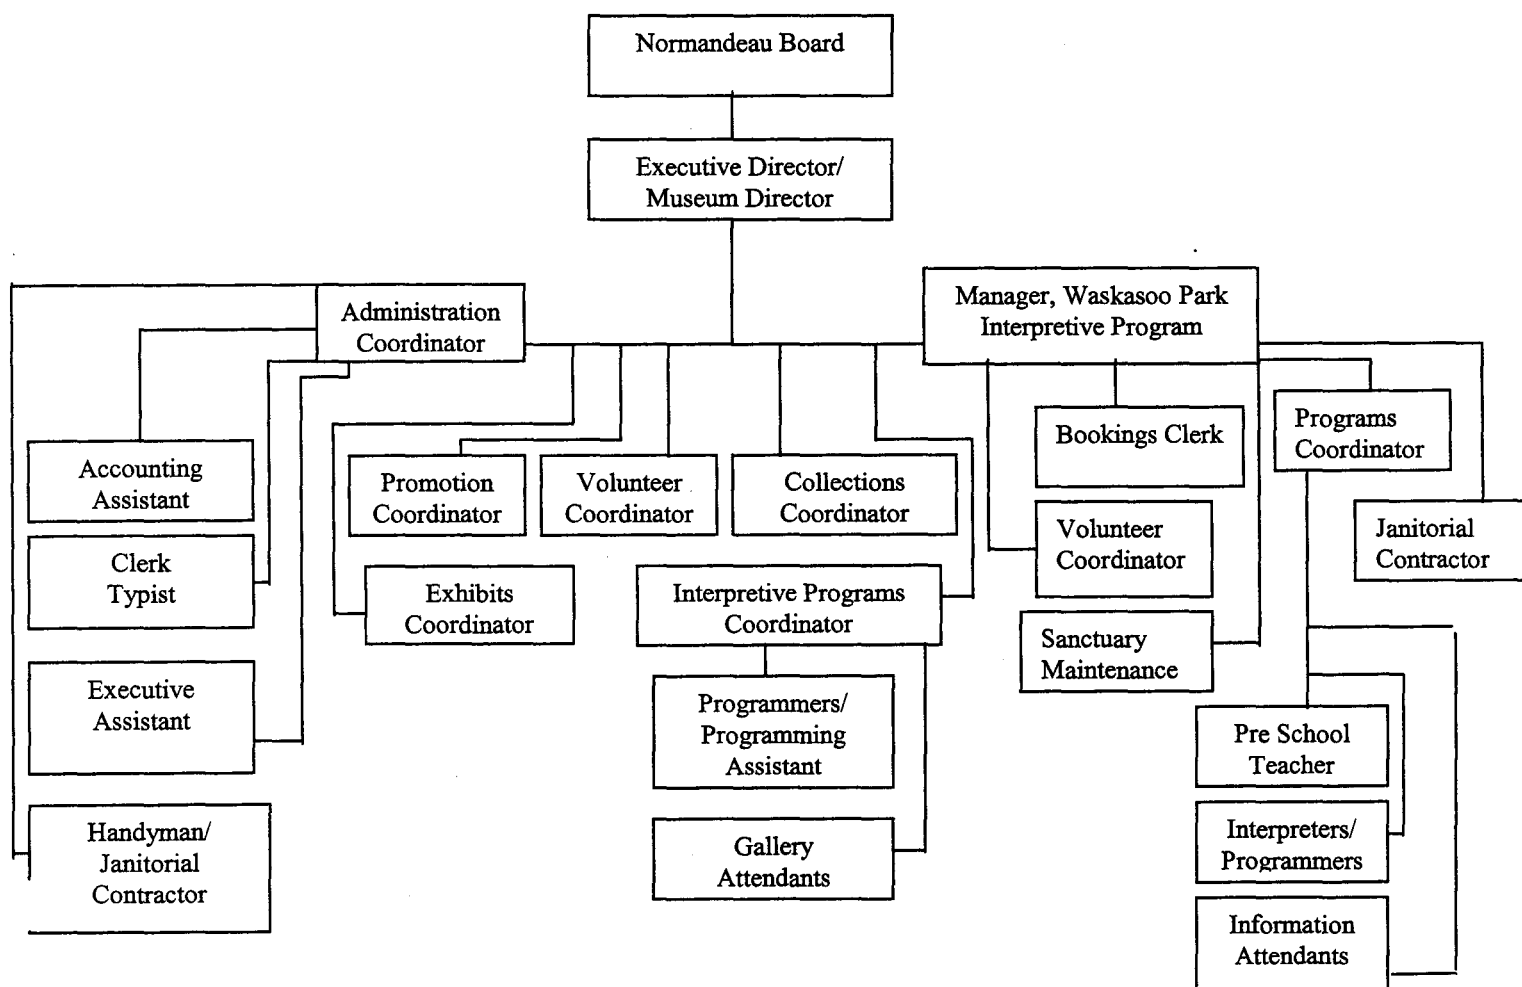 Normandeau Board
Executive Director/
Museum Director
Administration
Coordinator
Manager, Waskasoo Park
Interpretive Program
Accounting
Assistant
Clerk
Typist
Executive
Assistant
Handyman/
Janitorial
Contractor
Promotion
Coordinator
Volunteer
Coordinator
Collections
Coordinator
Exhibits
Coordinator
Interpretive Programs
Coordinator
Programmers/
Programming
Assistant
Gallery
Attendants
Bookings Clerk
Volunteer
Coordinator
Sanctuary
Maintenance
Programs
Coordinator
Janitorial
Contractor
Pre School
Teacher
Interpreters/
Programmers
Information
Attendants